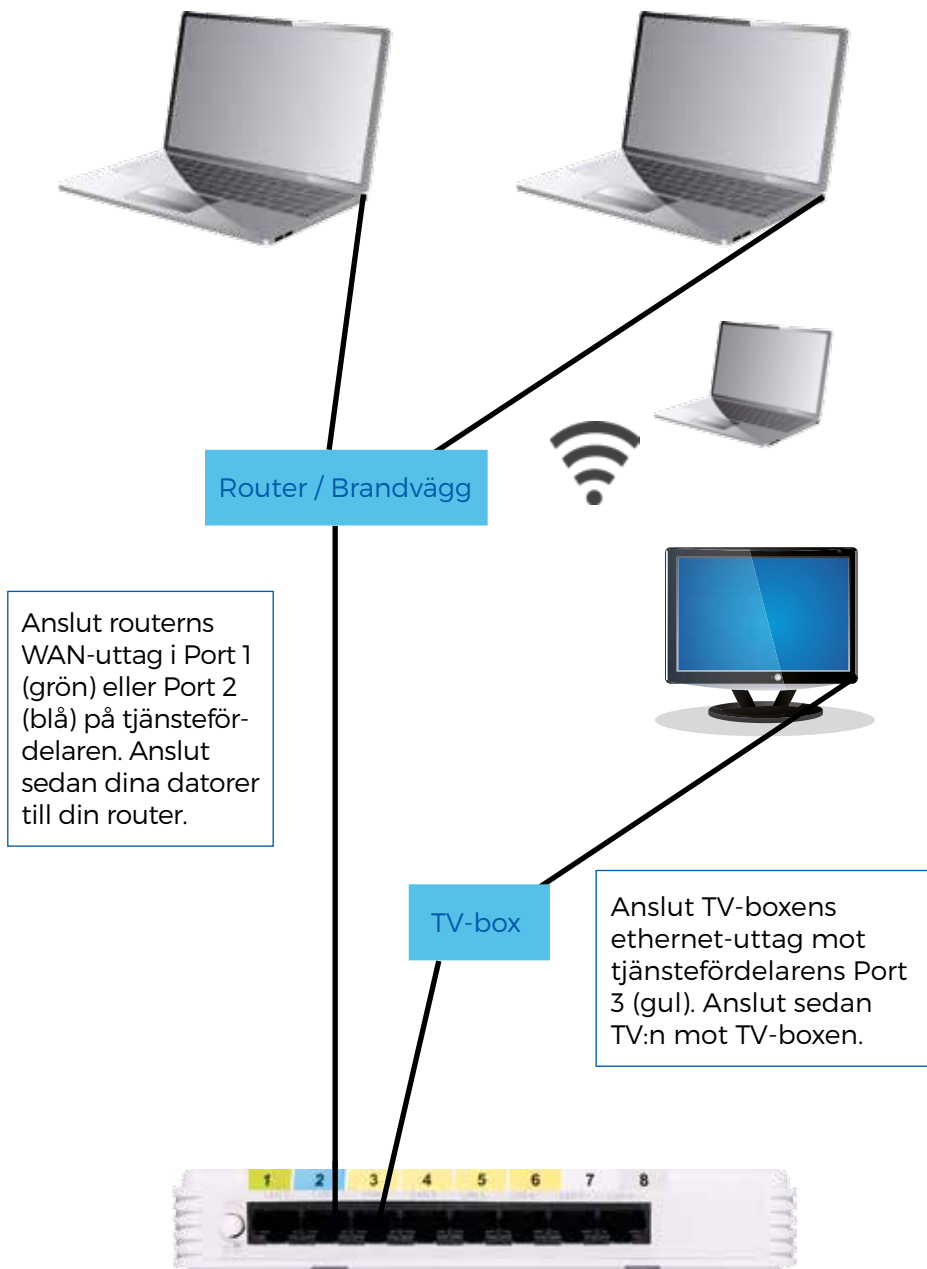 Router / Brandvägg
Anslut routerns
WAN-uttag i Port 1
(grön) eller Port 2
(blå) på tjänsteför-
delaren. Anslut
sedan dina datorer
till din router.
TV-box
Anslut TV-boxens
ethernet-uttag mot
tjänstefördelarens Port
3 (gul). Anslut sedan
TV:n mot TV-boxen.
1 2 3 4 5 6 7 8